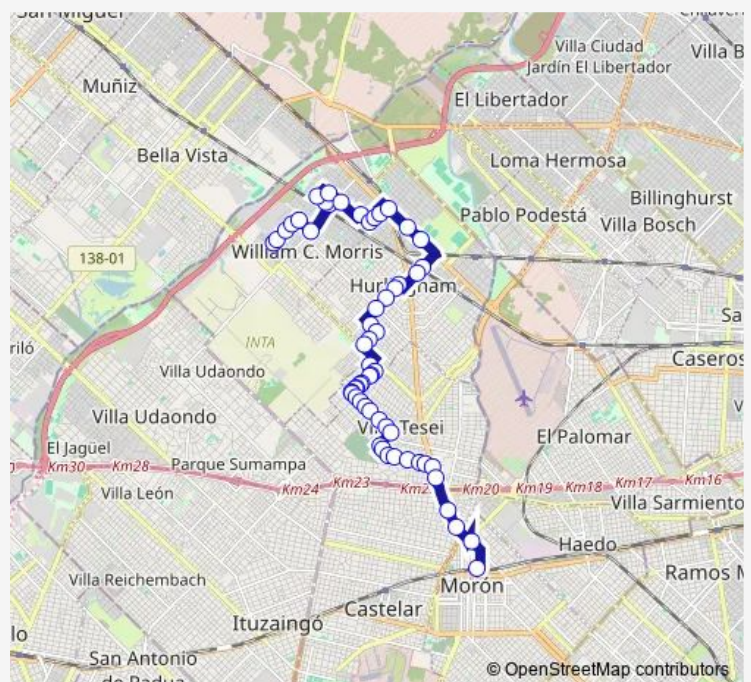 San Miguel
Villa Ciudad
Jardín El Libertador
Villa B
Muñiz
El Libertador
Bella Vista
Loma Hermosa
Billinghurst
Pablo Podestá
Villa Bosch
138-01
William C. Morris
Hurlingham
Sa
INTA
riló
Caseros
Villa Udaondo
Villa Udaondo
Villa Tesei
El Palomar
El Jagüel
Km30 Km28
Parque Sumampa
Km24 Km23 Km2 Km20 Km19 Km18 Km17 Km16
Villa León
Villa Sarmiento
Haedo
Villa Reichembach
Morón
Ramos M
Castelar
Ituzaingó
lo
San Antonio
de Padua
© OpenStreetMap contributors